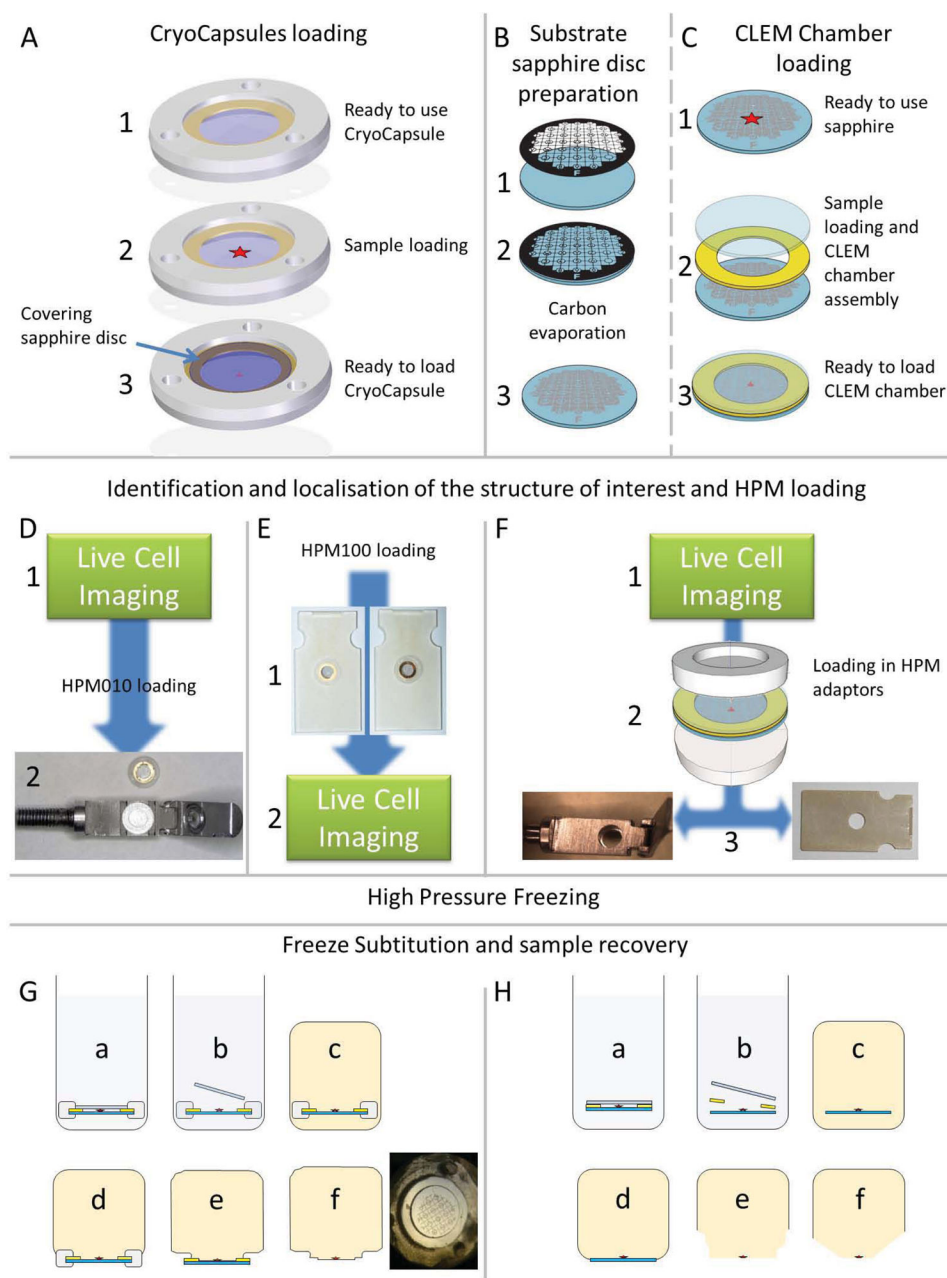 A
CryoCapsules loading
1
Ready to use
CryoCapsule
2
Sample loading
Covering
sapphire disc
3
Ready to load
CryoCapsule
B
Substrate
sapphire disc
preparation
1
F
2
F
Carbon
evaporation
3
F
C
CLEM Chamber
loading
1
F
Ready to use
sapphire
2
Sample
loading and
CLEM
chamber
assembly
F
3
Ready to load
CLEM chamber
Identification and localisation of the structure of interest and HPM loading
D
1
Live Cell
Imaging
HPM010 loading
2
E
HPM100 loading
1
2
Live Cell
Imaging
F
1
Live Cell
Imaging
Loading in HPM
adaptors
2
3
High Pressure Freezing
Freeze Subtitution and sample recovery
G
a
b
c
d
e
f
H
a
b
c
d
e
f